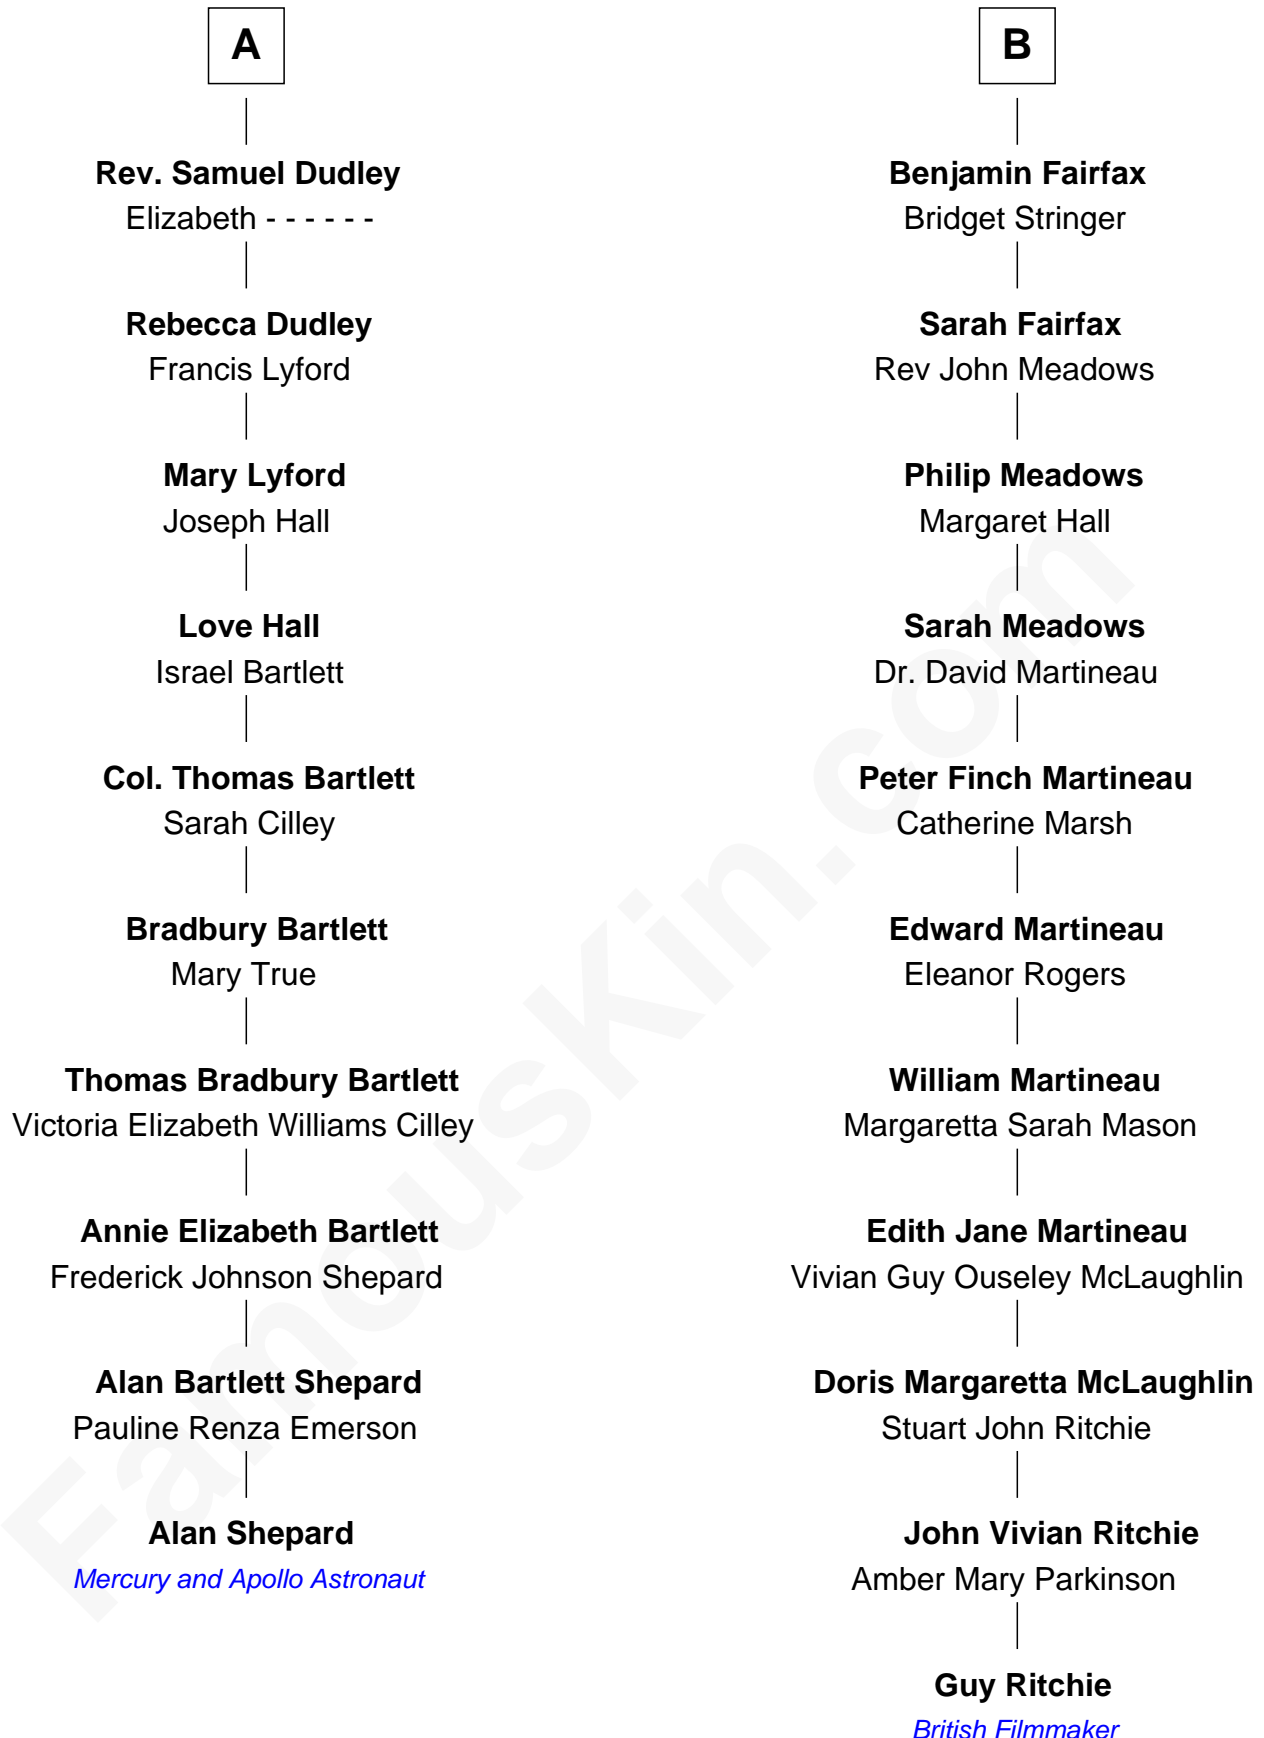 A
Rev. Samuel Dudley
Elizabeth - - - - - -
Rebecca Dudley
Francis Lyford
Mary Lyford
Joseph Hall
Love Hall
Israel Bartlett
Col. Thomas Bartlett
Sarah Cilley
Bradbury Bartlett
Mary True
Thomas Bradbury Bartlett
Victoria Elizabeth Williams Cilley
Annie Elizabeth Bartlett
Frederick Johnson Shepard
Alan Bartlett Shepard
Pauline Renza Emerson
Alan Shepard
Mercury and Apollo Astronaut
B
Benjamin Fairfax
Bridget Stringer
Sarah Fairfax
Rev John Meadows
Philip Meadows
Margaret Hall
Sarah Meadows
Dr. David Martineau
Peter Finch Martineau
Catherine Marsh
Edward Martineau
Eleanor Rogers
William Martineau
Margaretta Sarah Mason
Edith Jane Martineau
Vivian Guy Ouseley McLaughlin
Doris Margaretta McLaughlin
Stuart John Ritchie
John Vivian Ritchie
Amber Mary Parkinson
Guy Ritchie
British Filmmaker
FamousKin.com